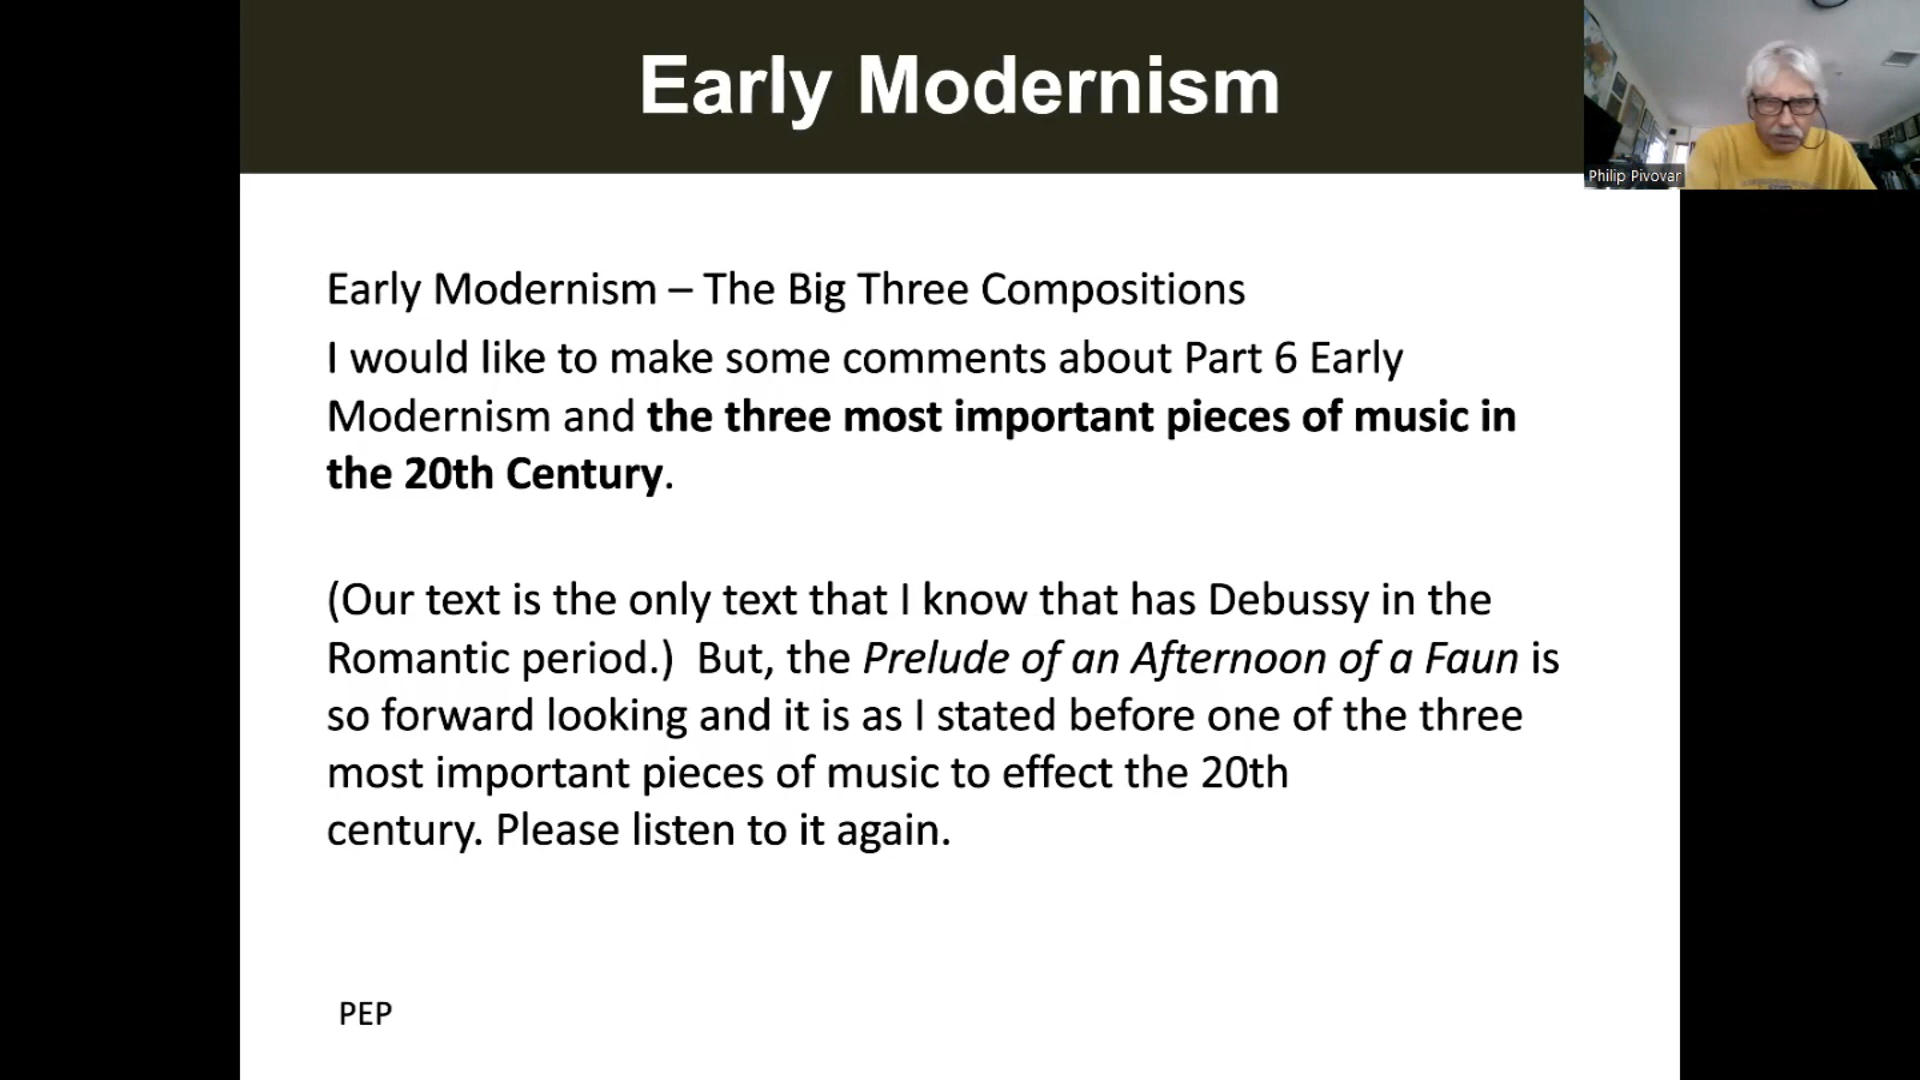 Early Modernism
Philip Pivovar
Early Modernism – The Big Three Compositions
I would like to make some comments about Part 6 Early
Modernism and the three most important pieces of music in
the 20th Century.
(Our text is the only text that I know that has Debussy in the
Romantic period.)  But, the Prelude of an Afternoon of a Faun is
so forward looking and it is as I stated before one of the three
most important pieces of music to effect the 20th
century. Please listen to it again.
PEP